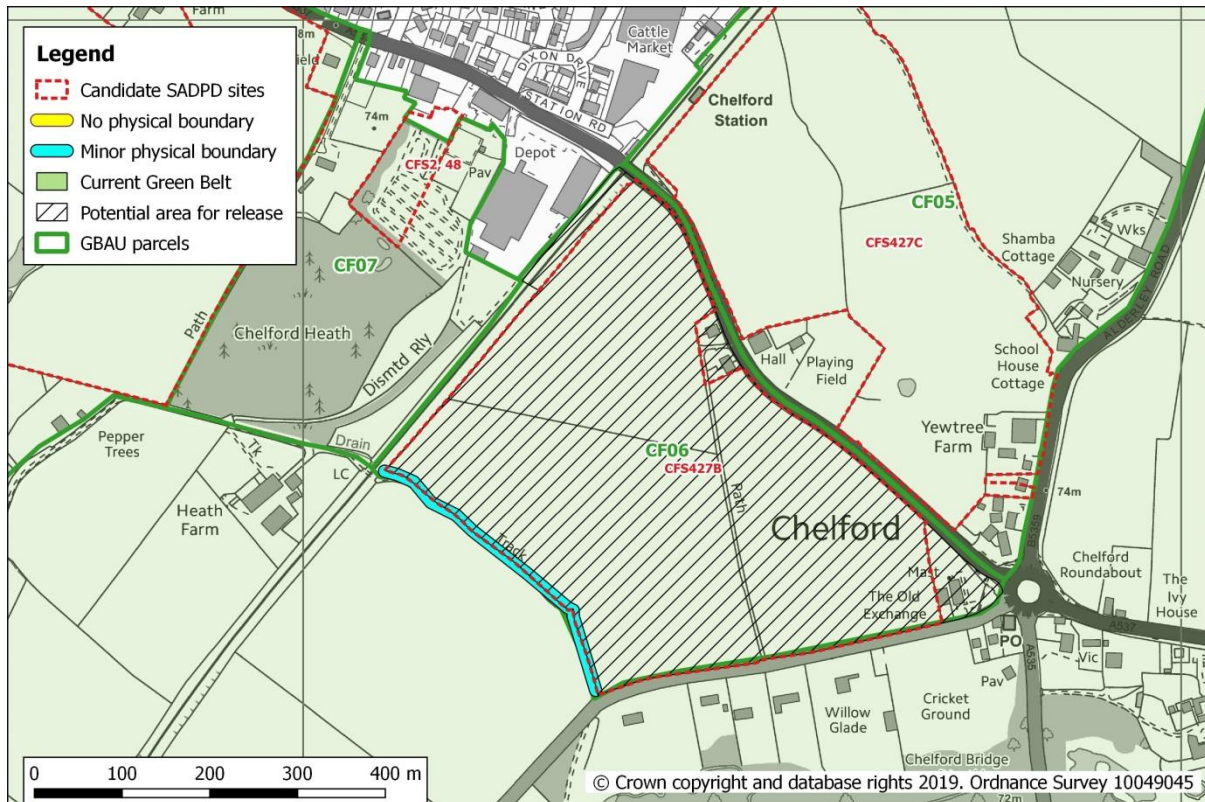 Legend
Candidate SADPD sites
No physical boundary
Minor physical boundary
Current Green Belt
Potential area for release
GBAU parcels
Farm
Cattle
Market
DIXON DRIVE
STATION RD
Chelford
Station
74m
CFS2, 48
Pav
Depot
CF05
CFS427C
Wks
Shamba
Cottage
Nursery
ALDERLEY ROAD
CF07
Chelford Heath
Path
Dismtd Rly
Hall
Playing
Field
School
House
Cottage
Yewtree
Farm
74m
B5359
Pepper
Trees
Drain
LC
Heath
Farm
CF06
CFS427B
Path
Track
Chelford
Mast
The Old
Exchange
Chelford
Roundabout
The
Ivy
House
A537
PO
Vic
A535
Pav
Willow
Glade
Cricket
Ground
Chelford Bridge
72m
0 100 200 300 400 m
© Crown copyright and database rights 2019. Ordnance Survey 10049045